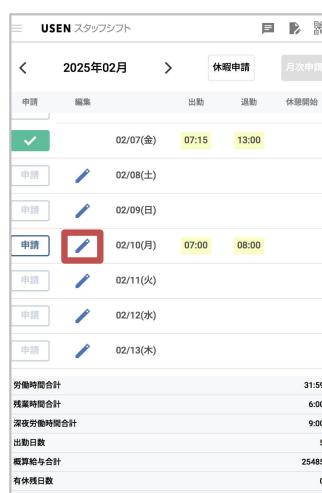 USEN スタッフシフト
2025年02月
休暇申請
月次申請
申請 編集 出勤 退勤 休憩開始
02/07(金) 07:15 13:00
申請 02/08(土)
申請 02/09(日)
申請 02/10(月) 07:00 08:00
申請 02/11(火)
申請 02/12(水)
申請 02/13(木)
労働時間合計 31:59
残業時間合計 6:00
深夜労働時間合計 9:00
出勤日数
概算給与合計 25485
有休残日数